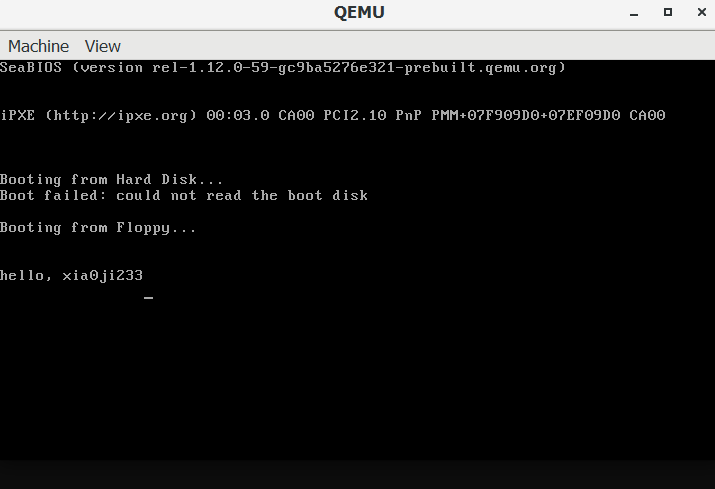 QEMU
Machine View
SeaBIOS (version rel-1.12.0-59-gc9ba5276e321-prebuilt.qemu.org)
iPXE (http://ipxe.org) 00:03.0 CA00 PCI2.10 PnP PMM+07F909D0+07EF09D0 CA00
Booting from Hard Disk...
Boot failed: could not read the boot disk
Booting from Floppy...
hello, xia0ji233